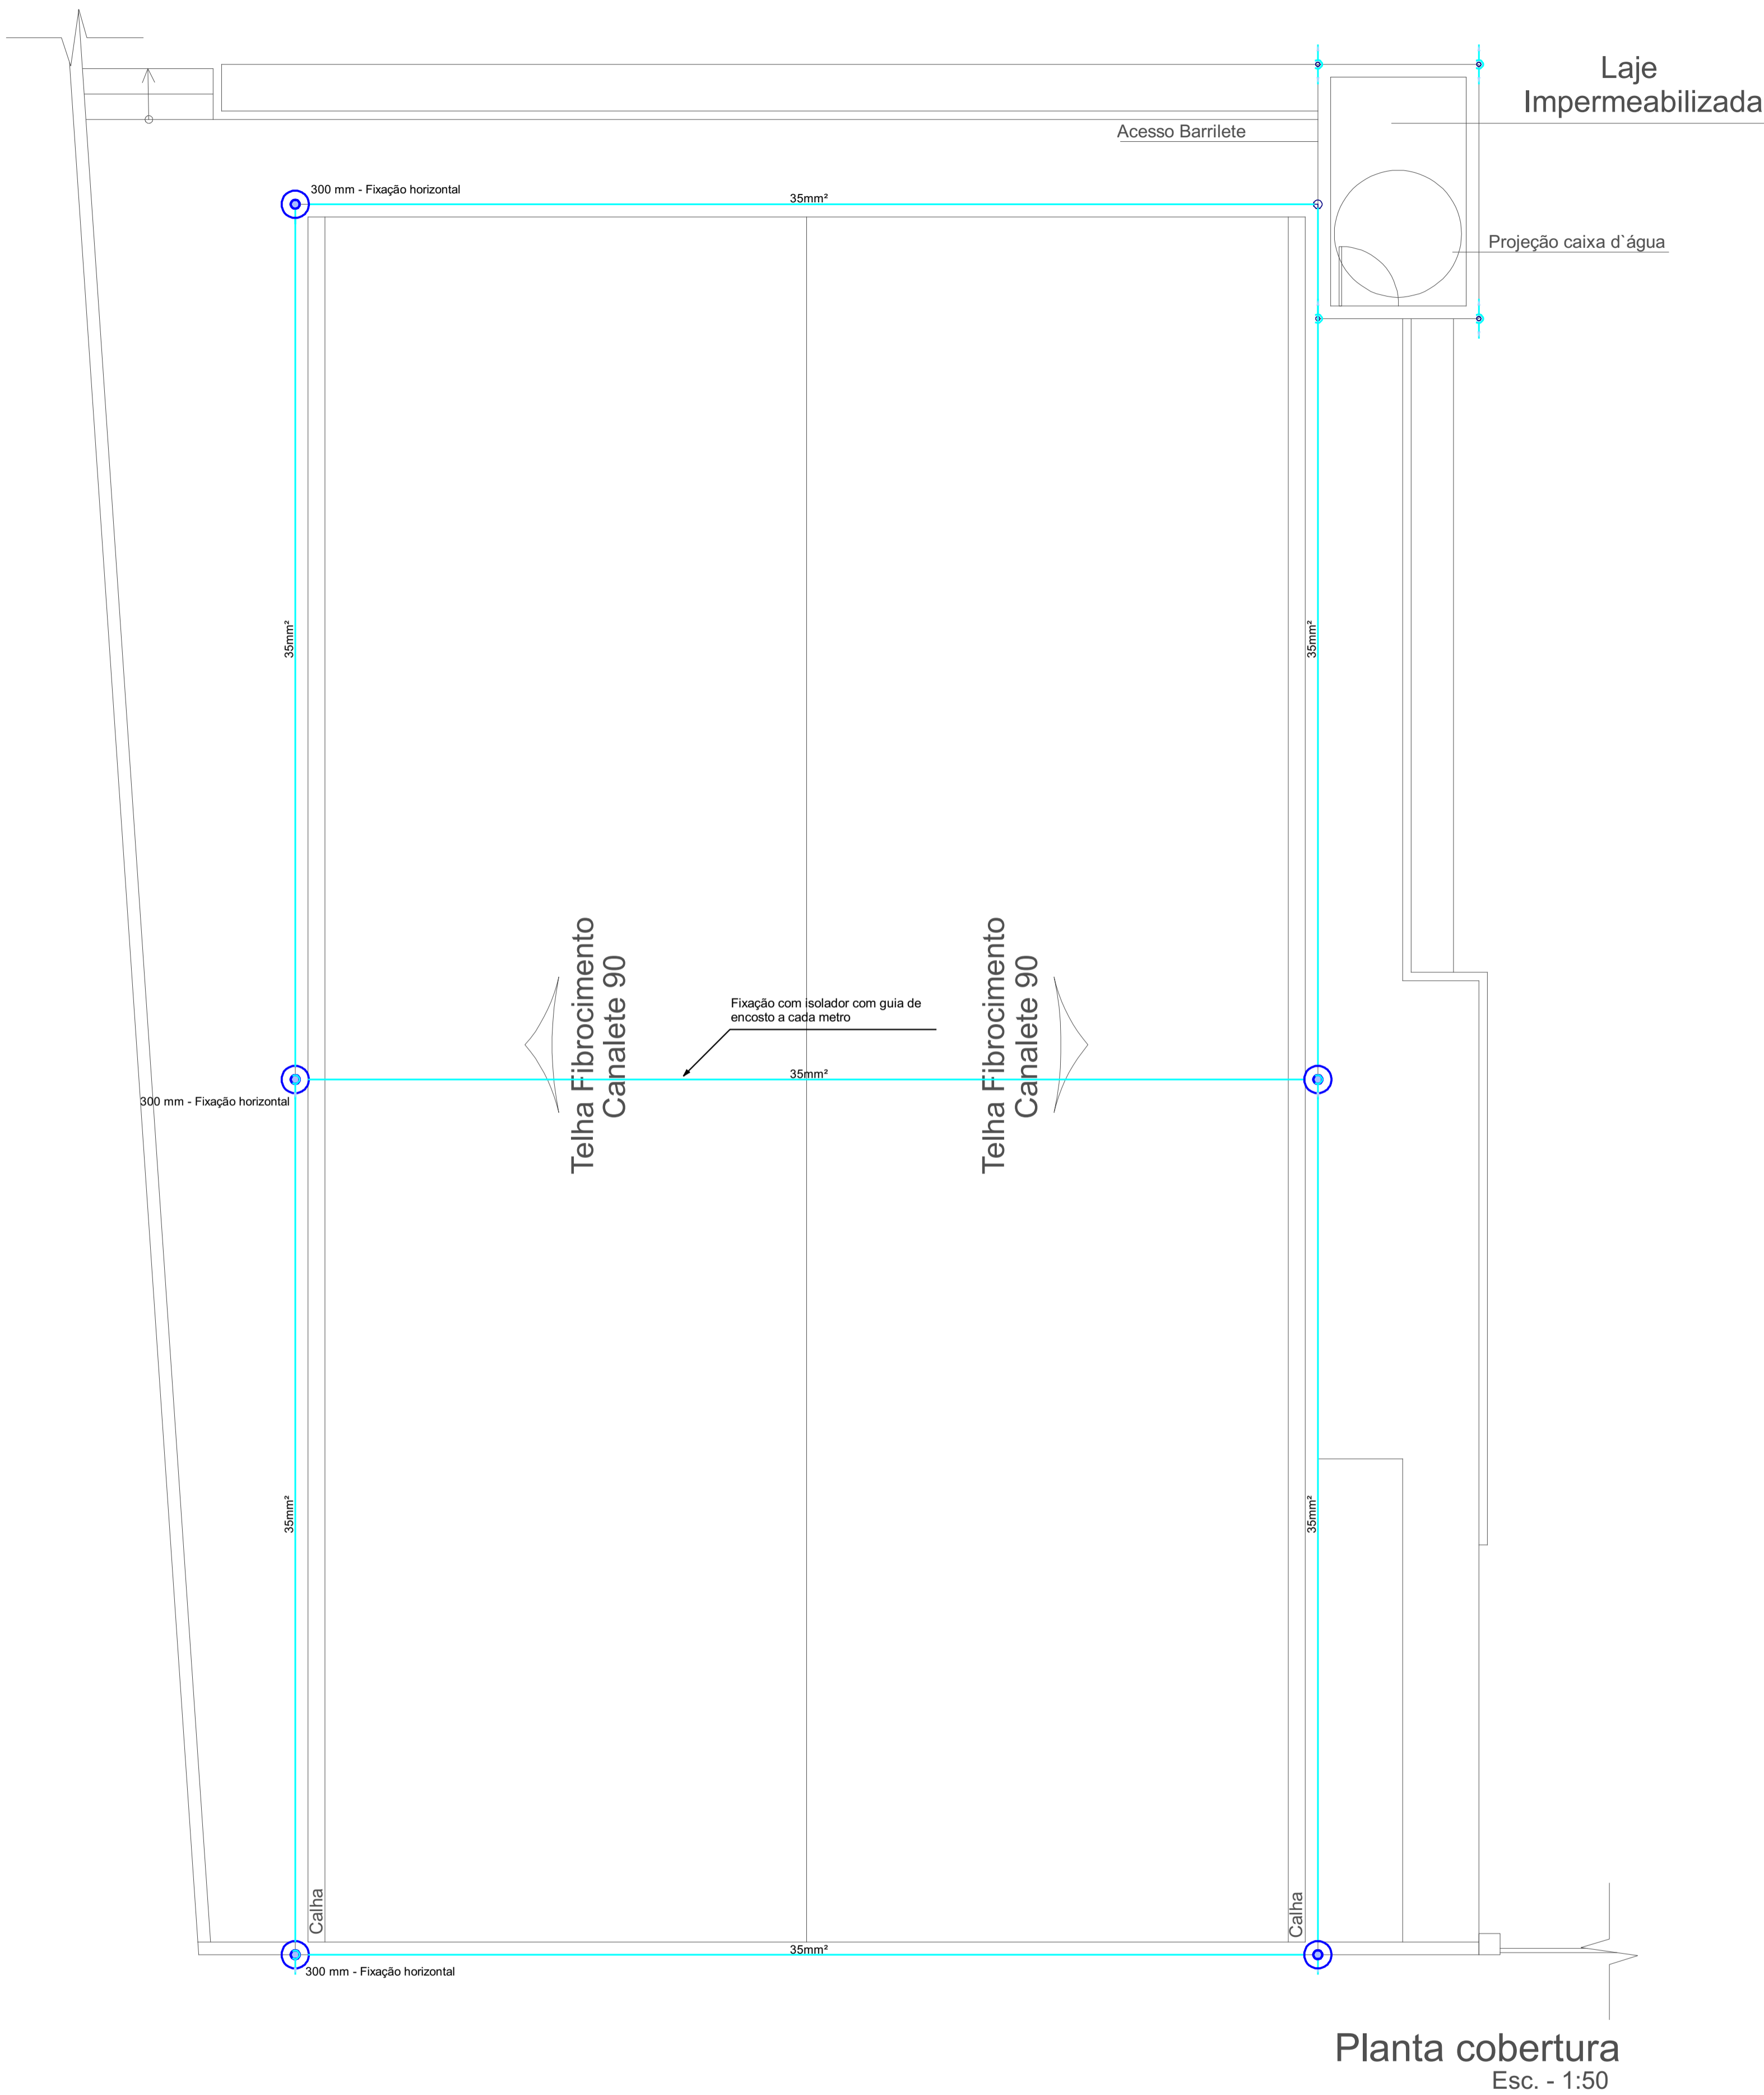 Laje
Impermeabilizada
Acesso Barrilete
300 mm - Fixação horizontal
35mm²
Projeção caixa d`água
35mm²
35mm²
Telha Fibrocimento
Canalete 90
Telha Fibrocimento
Canalete 90
Fixação com isolador com guia de
encosto a cada metro
35mm²
300 mm - Fixação horizontal
35mm²
35mm²
Calha
Calha
35mm²
300 mm - Fixação horizontal
Planta cobertura
Esc. - 1:50